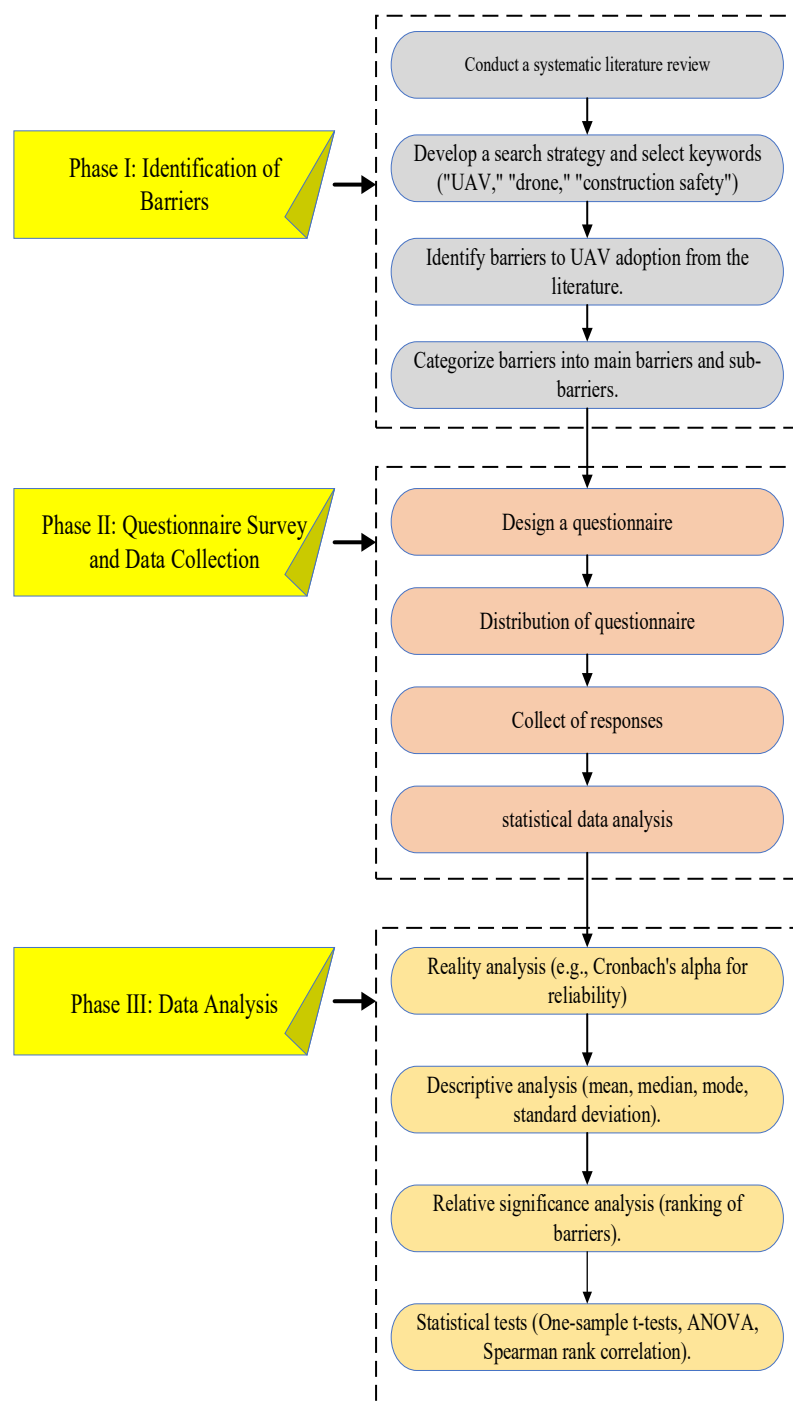 Conduct a systematic literature review
Phase I: Identification of
Barriers
Develop a search strategy and select keywords
("UAV," "drone," "construction safety")
Identify barriers to UAV adoption from the
literature.
Categorize barriers into main barriers and sub-
barriers.
Phase II: Questionnaire Survey
and Data Collection
Design a questionnaire
Distribution of questionnaire
Collect of responses
statistical data analysis
Phase III: Data Analysis
Reality analysis (e.g., Cronbach's alpha for
reliability)
Descriptive analysis (mean, median, mode,
standard deviation).
Relative significance analysis (ranking of
barriers).
Statistical tests (One-sample t-tests, ANOVA,
Spearman rank correlation).